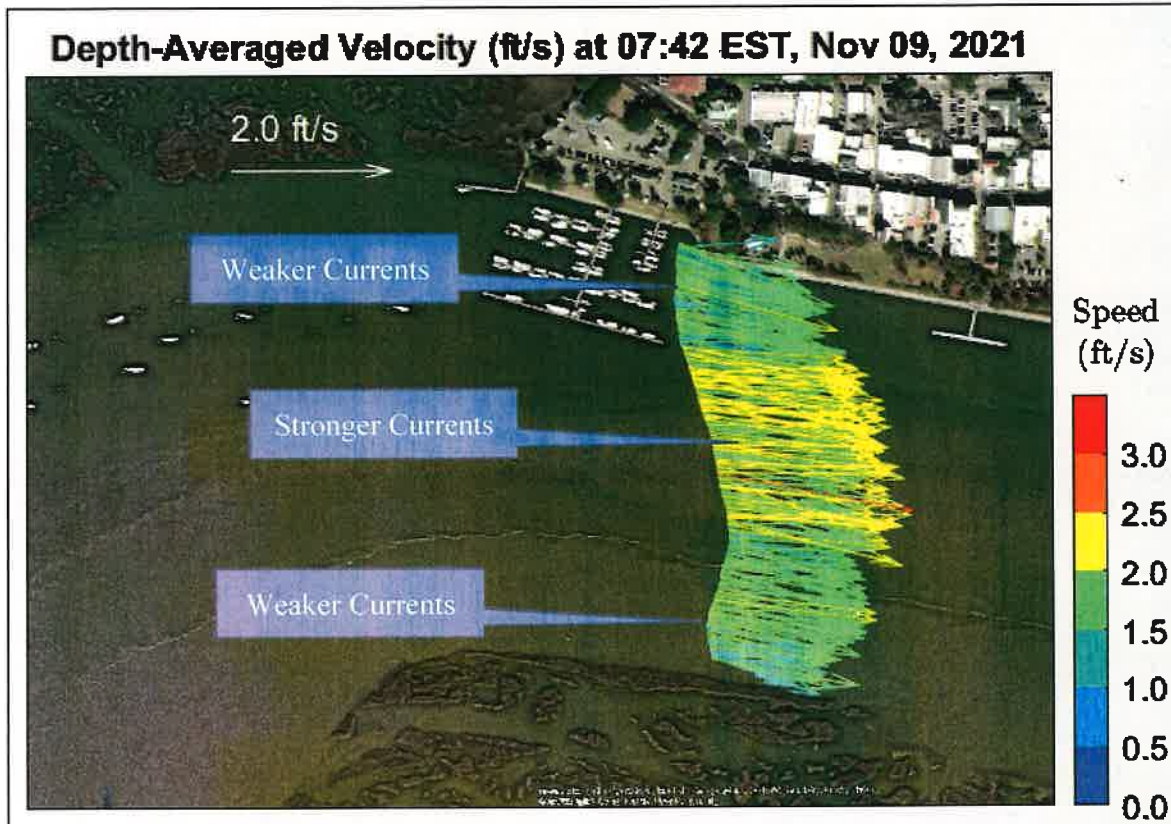 Depth-Averaged Velocity (ft/s) at 07:42 EST, Nov 09, 2021
2.0 ft/s
Weaker Currents
Stronger Currents
Weaker Currents
Speed
(ft/s)
3.0
2.5
2.0
1.5
1.0
0.5
0.0